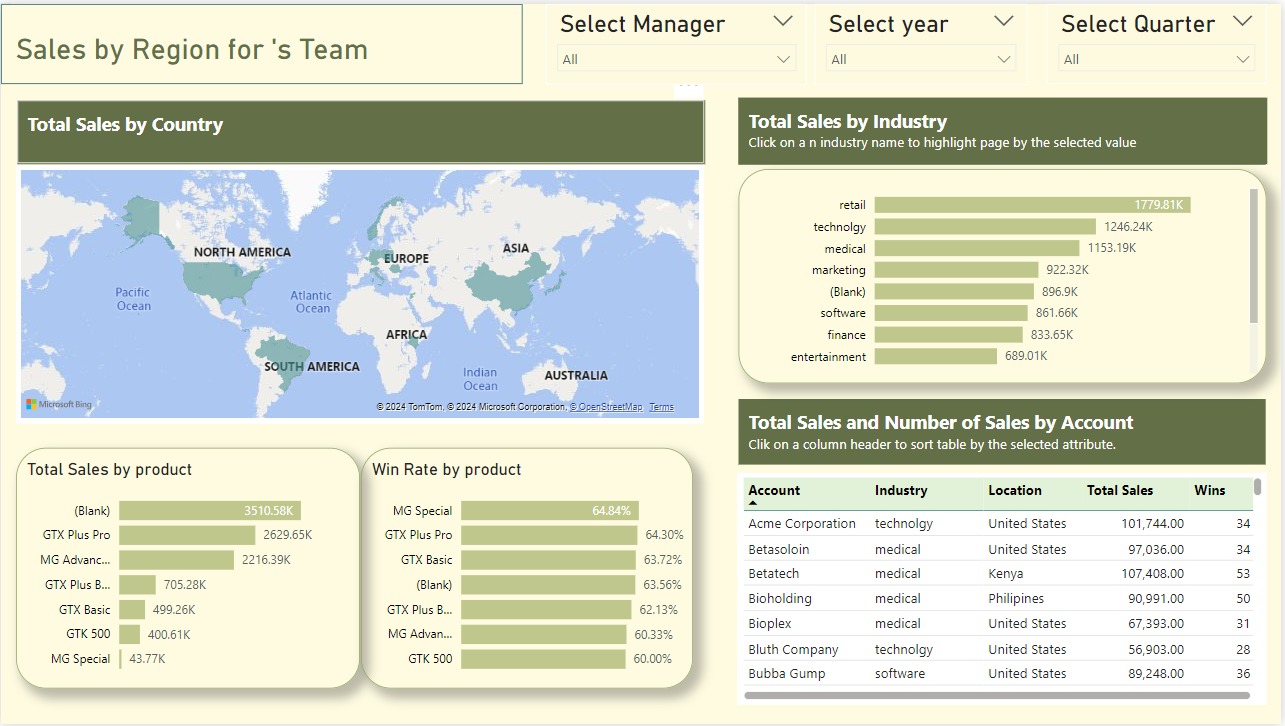 Sales by Region for 's Team
Select Manager
All
Select year
All
Select Quarter
All
Total Sales by Country
NORTH AMERICA
EUROPE
ASIA
Pacific
Ocean
Atlantic
Ocean
AFRICA
SOUTH AMERICA
Indian
Ocean
AUSTRALIA
Microsoft Bing
© 2024 TomTom, © 2024 Microsoft Corporation, © OpenStreetMap Terms
Total Sales by product
(Blank) 3510.58K
GTX Plus Pro 2629.65K
MG Advanc... 2216.39K
GTX Plus B... 705.28K
GTX Basic 499.26K
GTK 500 400.61K
MG Special 43.77K
Win Rate by product
MG Special 64.84%
GTX Plus Pro 64.30%
GTX Basic 63.72%
(Blank) 63.56%
GTX Plus B... 62.13%
MG Advan... 60.33%
GTK 500 60.00%
Total Sales by Industry
Click on a n industry name to highlight page by the selected value
retail 1779.81K
technolgy 1246.24K
medical 1153.19K
marketing 922.32K
(Blank) 896.9K
software 861.66K
finance 833.65K
entertainment 689.01K
Total Sales and Number of Sales by Account
Clik on a column header to sort table by the selected attribute.
Account Industry Location Total Sales Wins
Acme Corporation technolgy United States 101,744.00 34
Betasoloin medical United States 97,036.00 34
Betatech medical Kenya 107,408.00 53
Bioholding medical Philipines 90,991.00 50
Bioplex medical United States 67,393.00 31
Bluth Company technolgy United States 56,903.00 28
Bubba Gump software United States 89,248.00 36